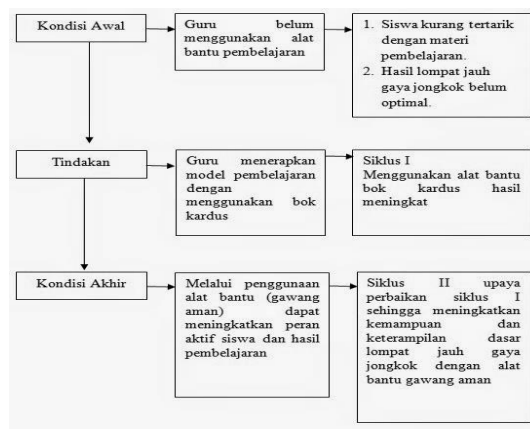 Kondisi Awal
Guru belum
menggunakan alat
bantu pembelajaran
1. Siswa kurang tertarik
dengan materi
pembelajaran.
2. Hasil lompat jauh
gaya jongkok belum
optimal.
Tindakan
Guru menerapkan
model pembelajaran
dengan
menggunakan bok
kardus
Siklus I
Menggunakan alat bantu
bok kardus hasil
meningkat
Kondisi Akhir
Melalui penggunaan
alat bantu (gawang
aman) dapat
meningkatkan peran
aktif siswa dan hasil
pembelajaran
Siklus II upaya
perbaikan siklus I
sehingga meningkatkan
kemampuan dan
keterampilan dasar
lompat jauh gaya
jongkok dengan alat
bantu gawang aman